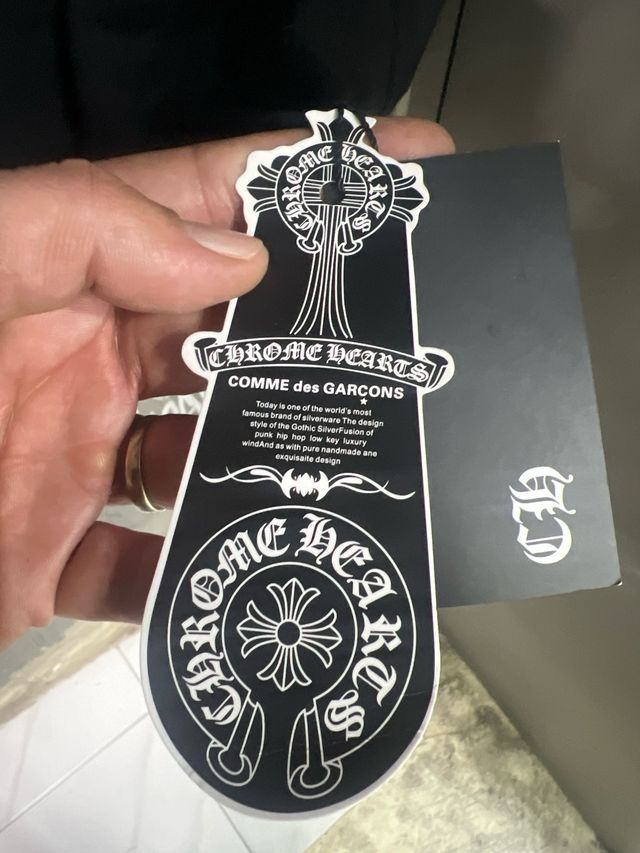 CHROME HEARTS
CHROME HEARTS
COMME des GARÇONS
Today is one of the world's most
famous brand of silverware The design
style of the Gothic SilverFusion of
punk hip hop low key luxury
windAnd as with pure nandmade ane
exquisaite design
CHROME HEARTS
CH